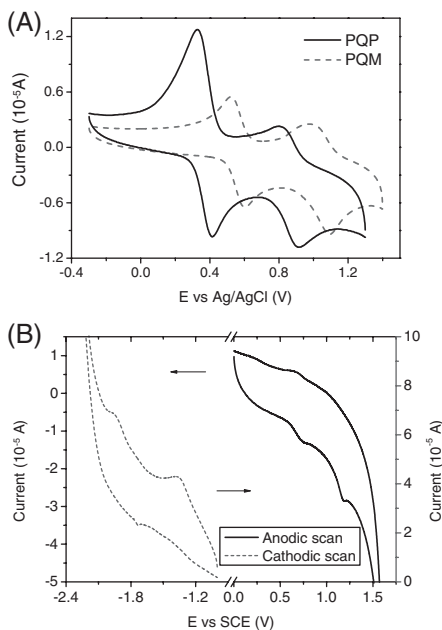 (A)
PQP
PQM
1.2
0.6
0.0
-0.6
-1.2
Current (10⁻⁵A)
-0.4 0.0 0.4 0.8 1.2
E vs Ag/AgCl (V)
(B)
1
0
-1
-2
-3
-4
-5
Current (10⁻⁵ A)
10
8
6
4
2
0
Current (10⁻⁵ A)
Anodic scan
Cathodic scan
-2.4 -1.8 -1.2 0.0 0.5 1.0 1.5
E vs SCE (V)